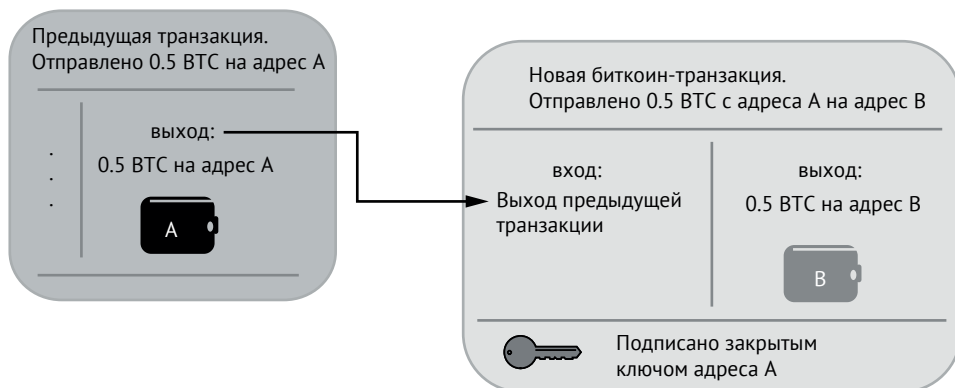 Предыдущая транзакция.
Отправлено 0.5 BTC на адрес A
выход:
0.5 BTC на адрес A
A
Новая биткоин-транзакция.
Отправлено 0.5 BTC с адреса A на адрес B
вход:
Выход предыдущей
транзакции
выход:
0.5 BTC на адрес B
B
Подписано закрытым
ключом адреса A